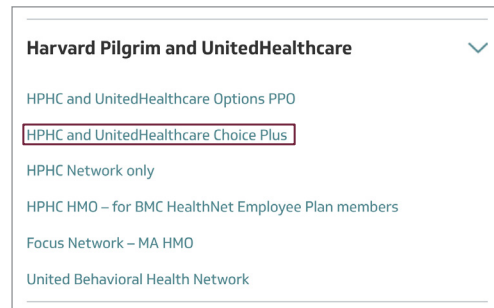 Harvard Pilgrim and UnitedHealthcare
HPHC and UnitedHealthcare Options PPO
HPHC and UnitedHealthcare Choice Plus
HPHC Network only
HPHC HMO – for BMC HealthNet Employee Plan members
Focus Network – MA HMO
United Behavioral Health Network